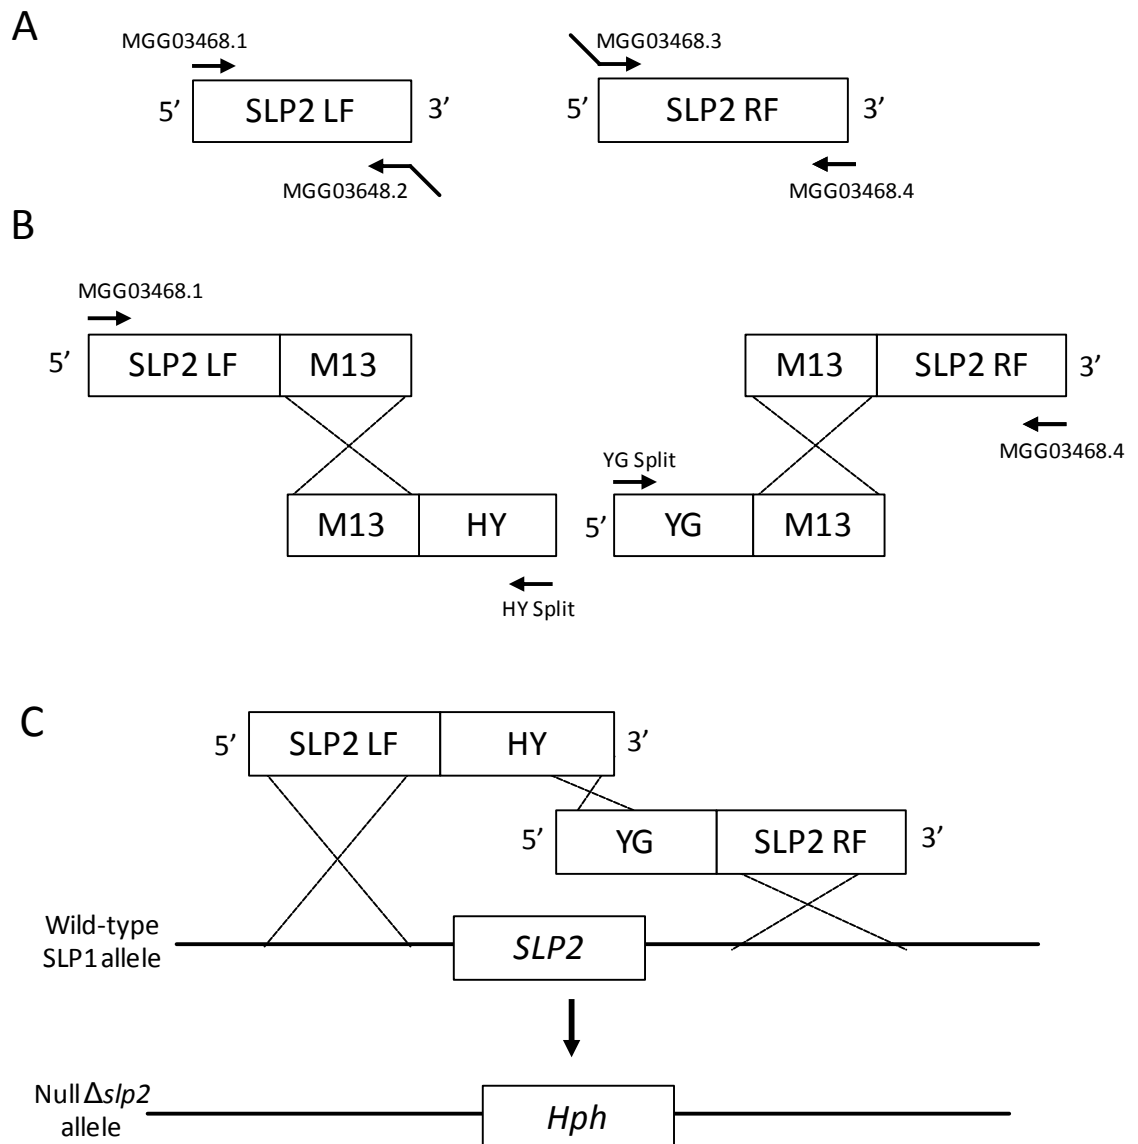 A
MGG03468.1
5’ SLP2 LF 3’
MGG03648.2
MGG03468.3
5’ SLP2 RF 3’
MGG03468.4
B
MGG03468.1
5’ SLP2 LF M13
M13 HY
HY Split
M13 SLP2 RF 3’
MGG03468.4
YG Split
5’ YG M13
C
5’ SLP2 LF HY 3’
5’ YG SLP2 RF 3’
Wild-type
SLP1 allele
SLP2
Null Δslp2
allele
Hph